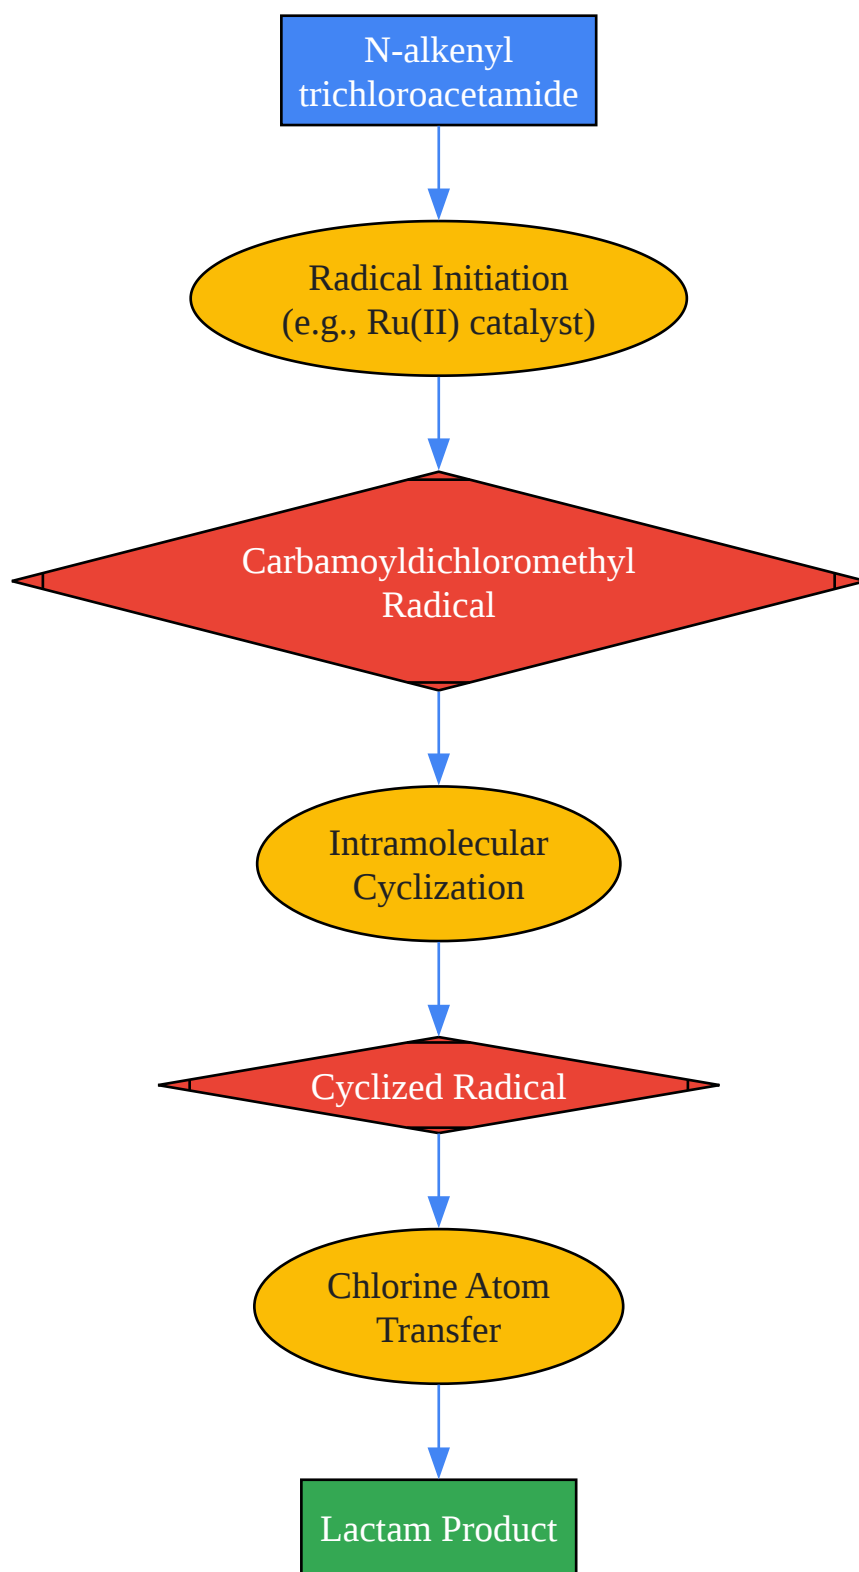 N-alkenyl
trichloroacetamide
Radical Initiation
(e.g., Ru(II) catalyst)
Carbamoyldichloromethyl
Radical
Intramolecular
Cyclization
Cyclized Radical
Chlorine Atom
Transfer
Lactam Product